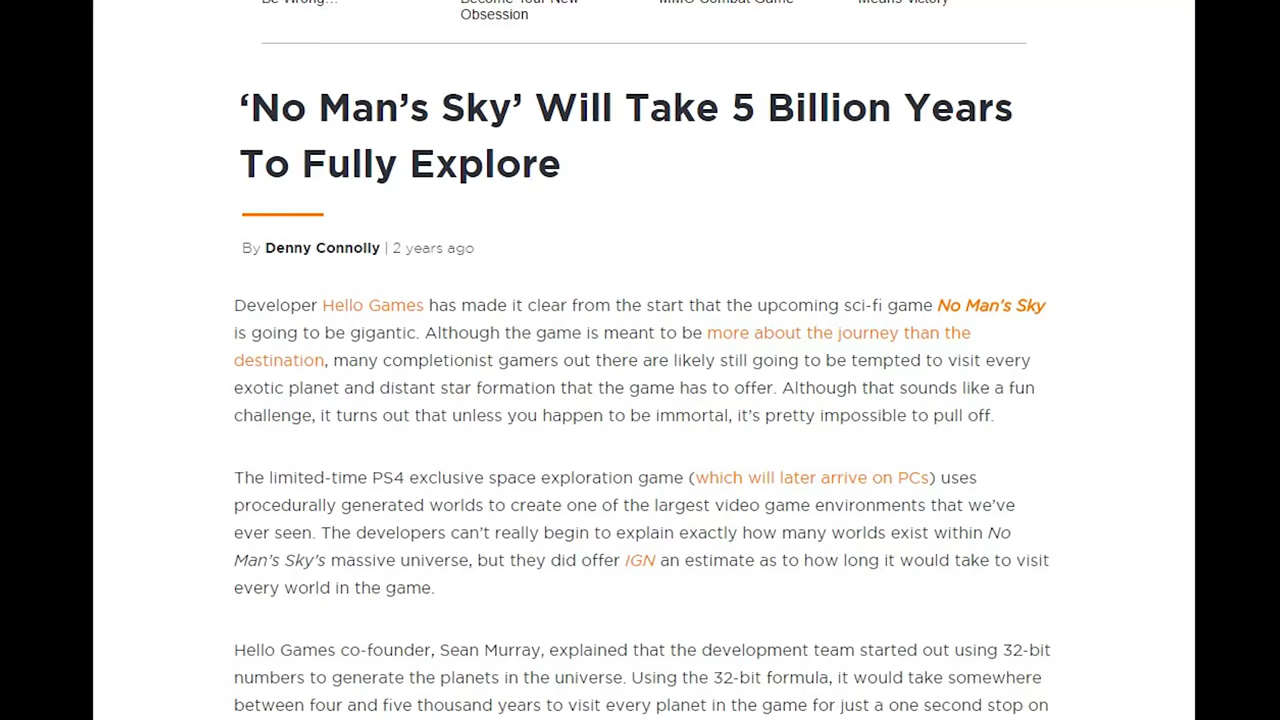 Be Wrong…
Become Your New
Obsession
MMO Combat Game
Means Victory
‘No Man’s Sky’ Will Take 5 Billion Years
To Fully Explore
By Denny Connolly | 2 years ago
Developer Hello Games has made it clear from the start that the upcoming sci-fi game No Man’s Sky
is going to be gigantic. Although the game is meant to be more about the journey than the
destination, many completionist gamers out there are likely still going to be tempted to visit every
exotic planet and distant star formation that the game has to offer. Although that sounds like a fun
challenge, it turns out that unless you happen to be immortal, it’s pretty impossible to pull off.
The limited-time PS4 exclusive space exploration game (which will later arrive on PCs) uses
procedurally generated worlds to create one of the largest video game environments that we’ve
ever seen. The developers can’t really begin to explain exactly how many worlds exist within No
Man’s Sky’s massive universe, but they did offer IGN an estimate as to how long it would take to visit
every world in the game.
Hello Games co-founder, Sean Murray, explained that the development team started out using 32-bit
numbers to generate the planets in the universe. Using the 32-bit formula, it would take somewhere
between four and five thousand years to visit every planet in the game for just a one second stop on